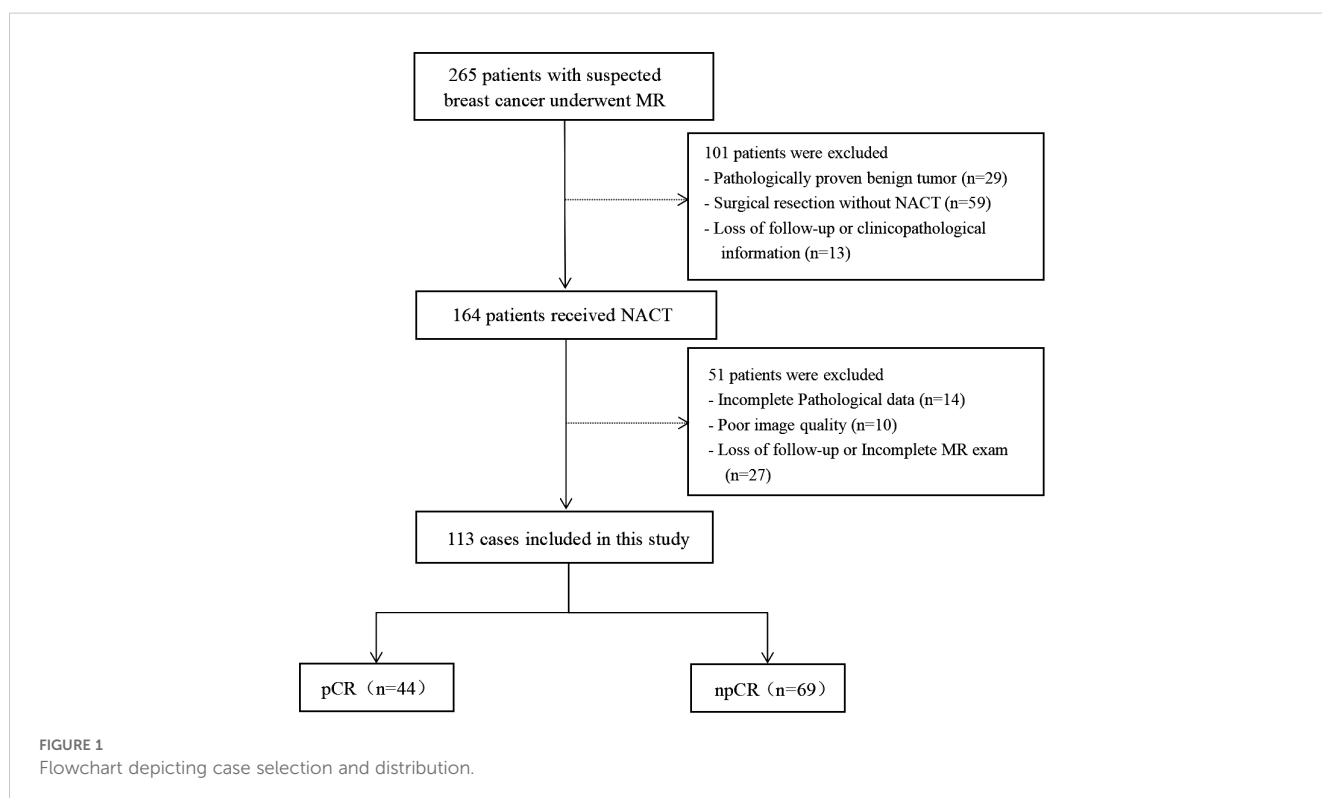 265 patients with suspected
breast cancer underwent MR
101 patients were excluded
- Pathologically proven benign tumor (n=29)
- Surgical resection without NACT (n=59)
- Loss of follow-up or clinicopathological
information (n=13)
164 patients received NACT
51 patients were excluded
- Incomplete Pathological data (n=14)
- Poor image quality (n=10)
- Loss of follow-up or Incomplete MR exam
(n=27)
113 cases included in this study
pCR（n=44）
npCR（n=69）
FIGURE 1
Flowchart depicting case selection and distribution.